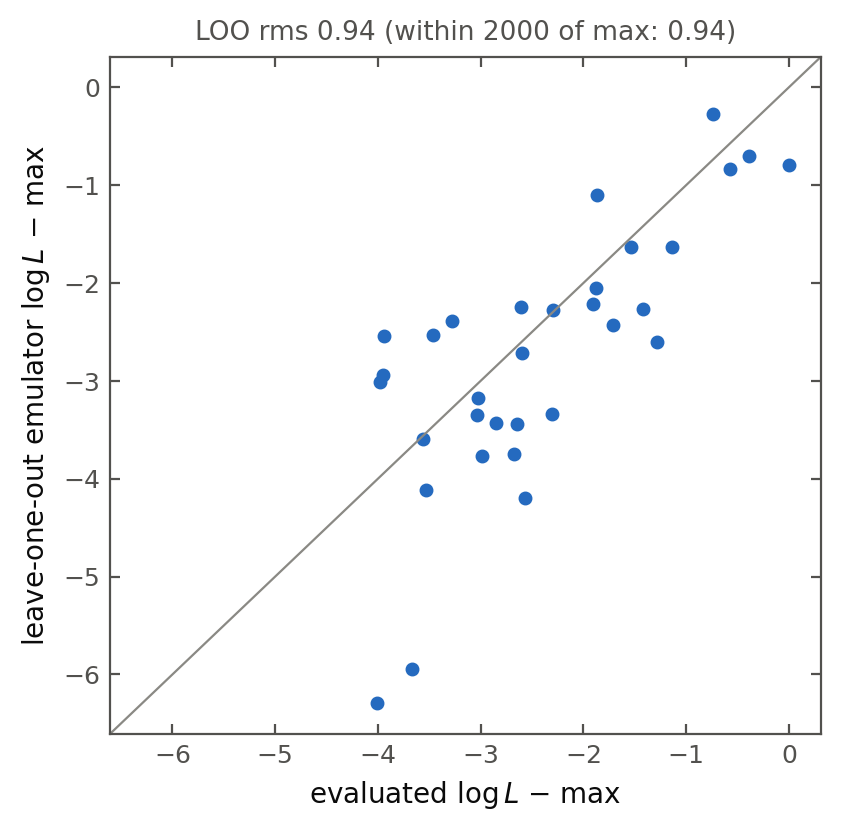 LOO rms 0.94 (within 2000 of max: 0.94)
leave-one-out emulator log L − max
0
−1
−2
−3
−4
−5
−6
−6 −5 −4 −3 −2 −1 0
evaluated log L − max